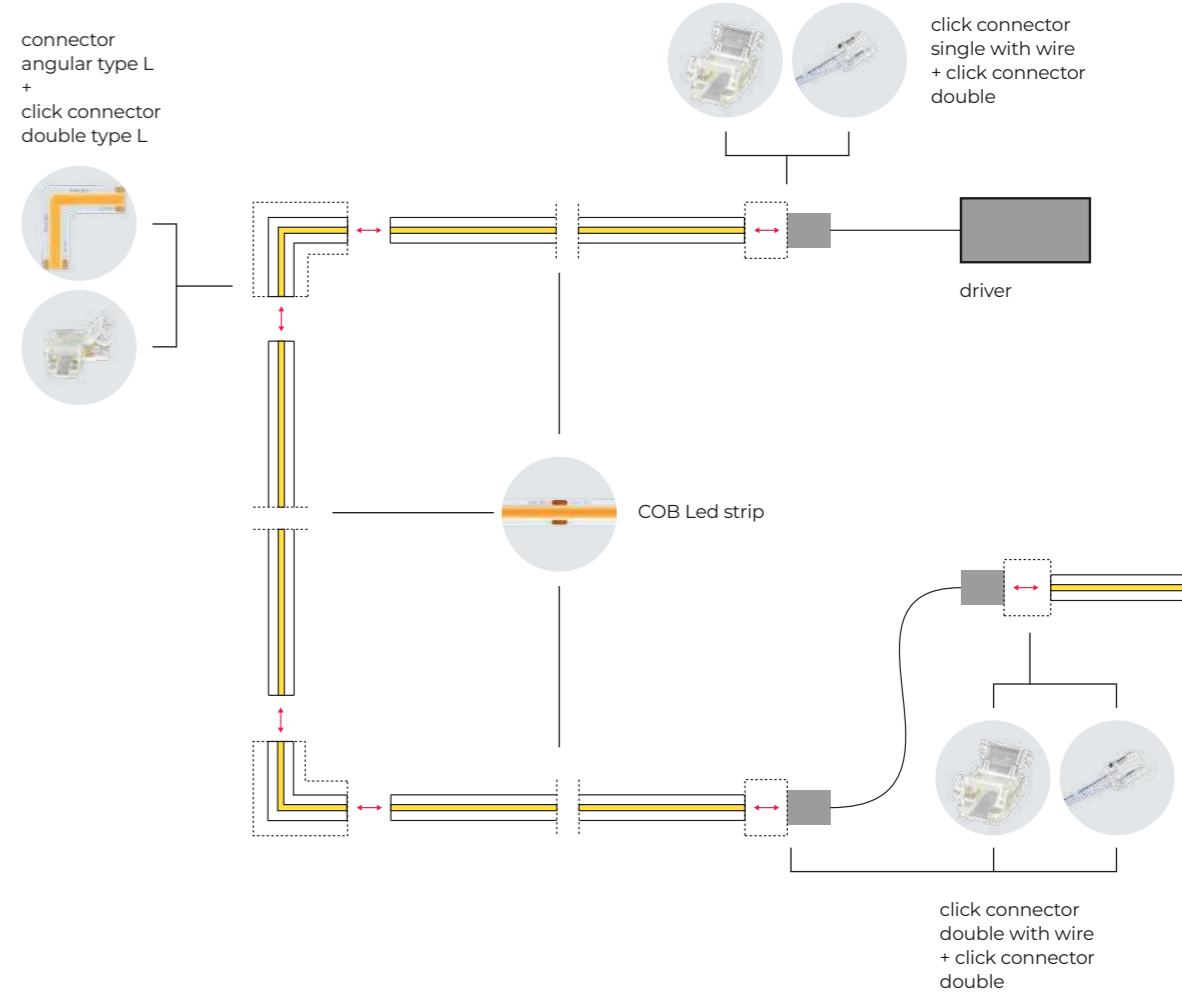 connector
angular type L
+
click connector
double type L
click connector
single with wire
+ click connector
double
driver
COB Led strip
click connector
double with wire
+ click connector
double